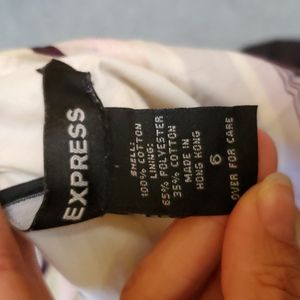 EXPRESS
SHELL:
100% COTTON
LINING:
65% POLYESTER
35% COTTON
MADE IN
HONG KONG
6
OVER FOR CARE